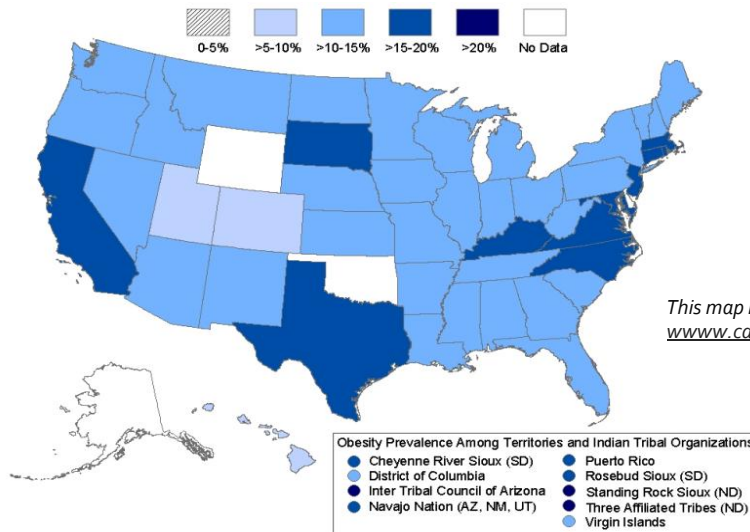 0-5% >5-10% >10-15% >15-20% >20% No Data
This map
wwww.
Obesity Prevalence Among Territories and Indian Tribal Organizations
Cheyenne River Sioux (SD)
District of Columbia
Inter Tribal Council of Arizona
Navajo Nation (AZ, NM, UT)
Puerto Rico
Rosebud Sioux (SD)
Standing Rock Sioux (ND)
Three Affiliated Tribes (ND)
Virgin Islands